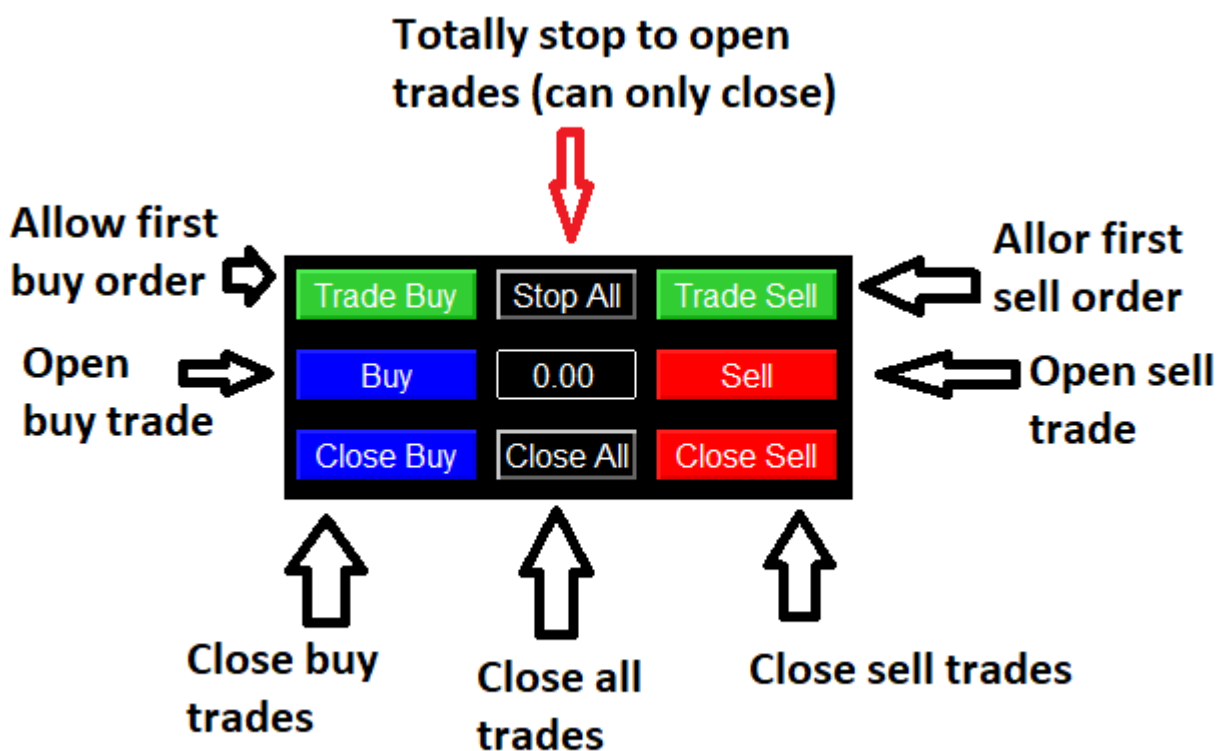 Totally stop to open
trades (can only close)
Allow first
buy order
Allor first
sell order
Trade Buy
Stop All
Trade Sell
Open
buy trade
Buy
0.00
Sell
Open sell
trade
Close Buy
Close All
Close Sell
Close buy
trades
Close all
trades
Close sell trades